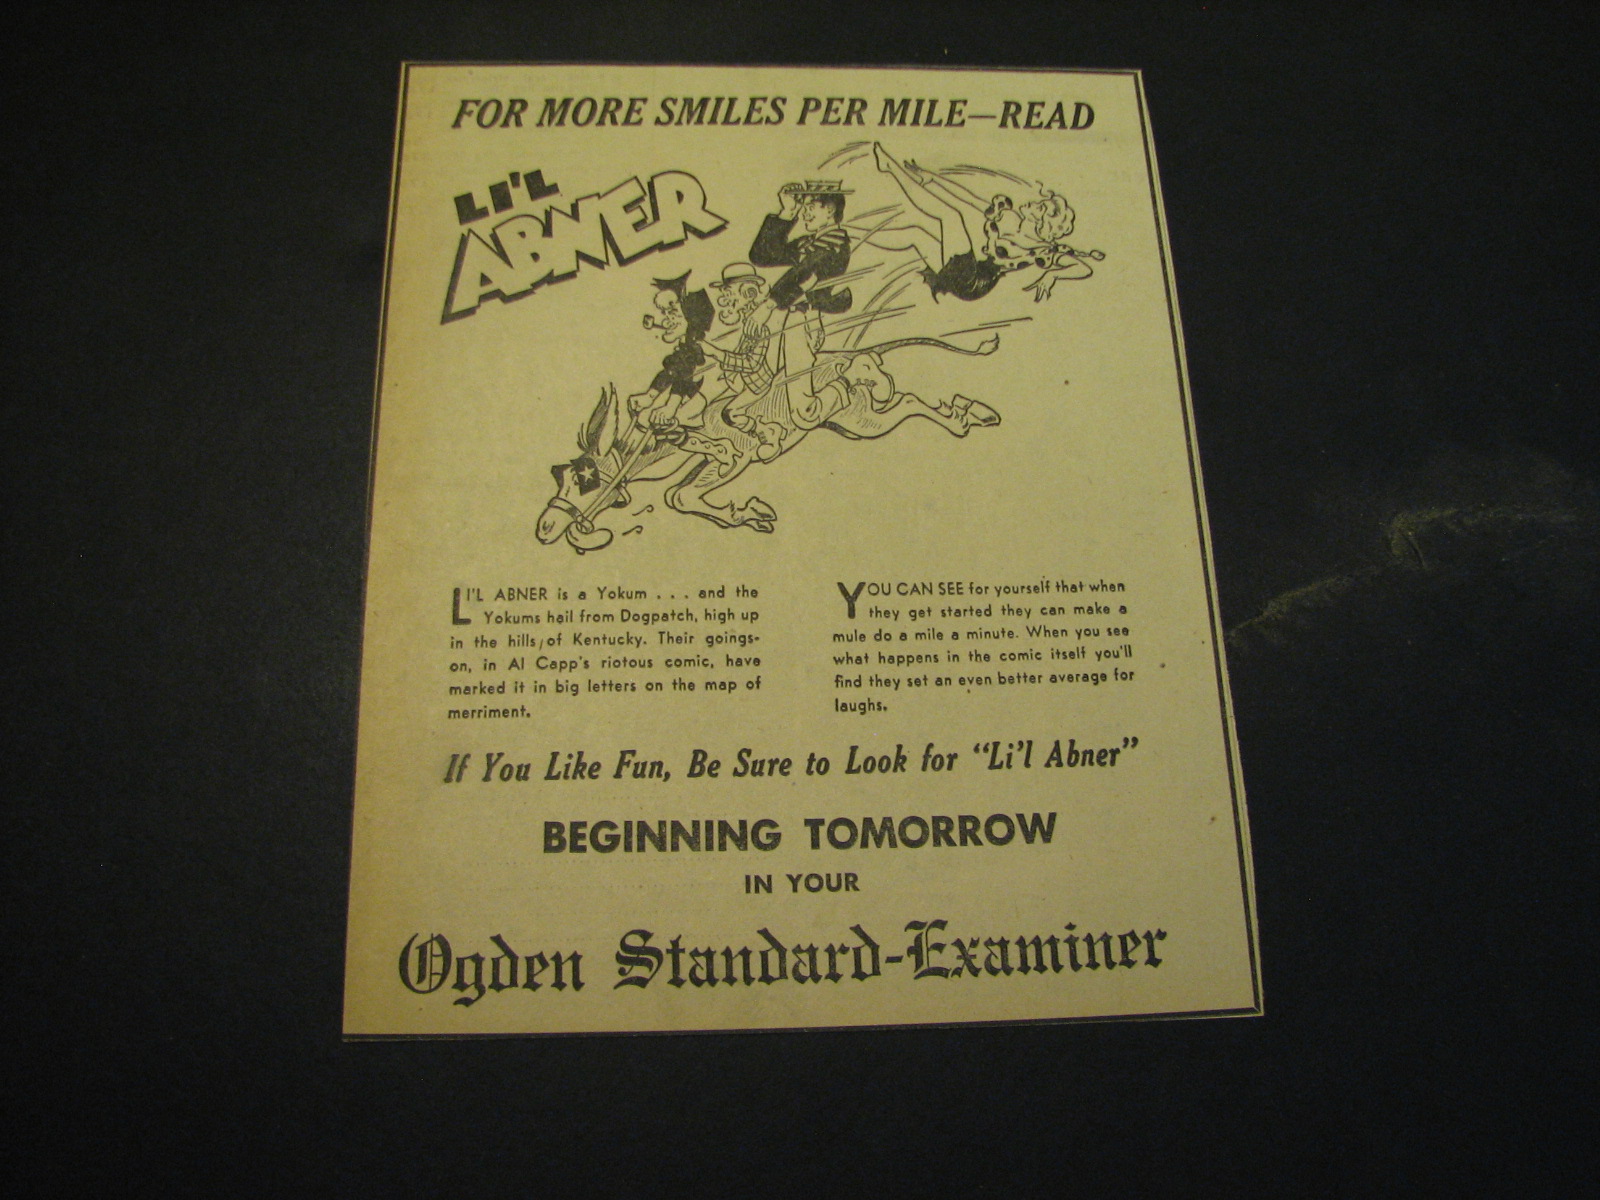 FOR MORE SMILES PER MILE—READ
LI'L
ABNER
LI'L ABNER is a Yokum . . . and the
Yokums hail from Dogpatch, high up
in the hills, of Kentucky. Their goings-
on, in Al Capp's riotous comic, have
marked it in big letters on the map of
merriment.
YOU CAN SEE for yourself that when
they get started they can make a
mule do a mile a minute. When you see
what happens in the comic itself you'll
find they set an even better average for
laughs.
If You Like Fun, Be Sure to Look for "Li'l Abner"
BEGINNING TOMORROW
IN YOUR
Ogden Standard-Examiner